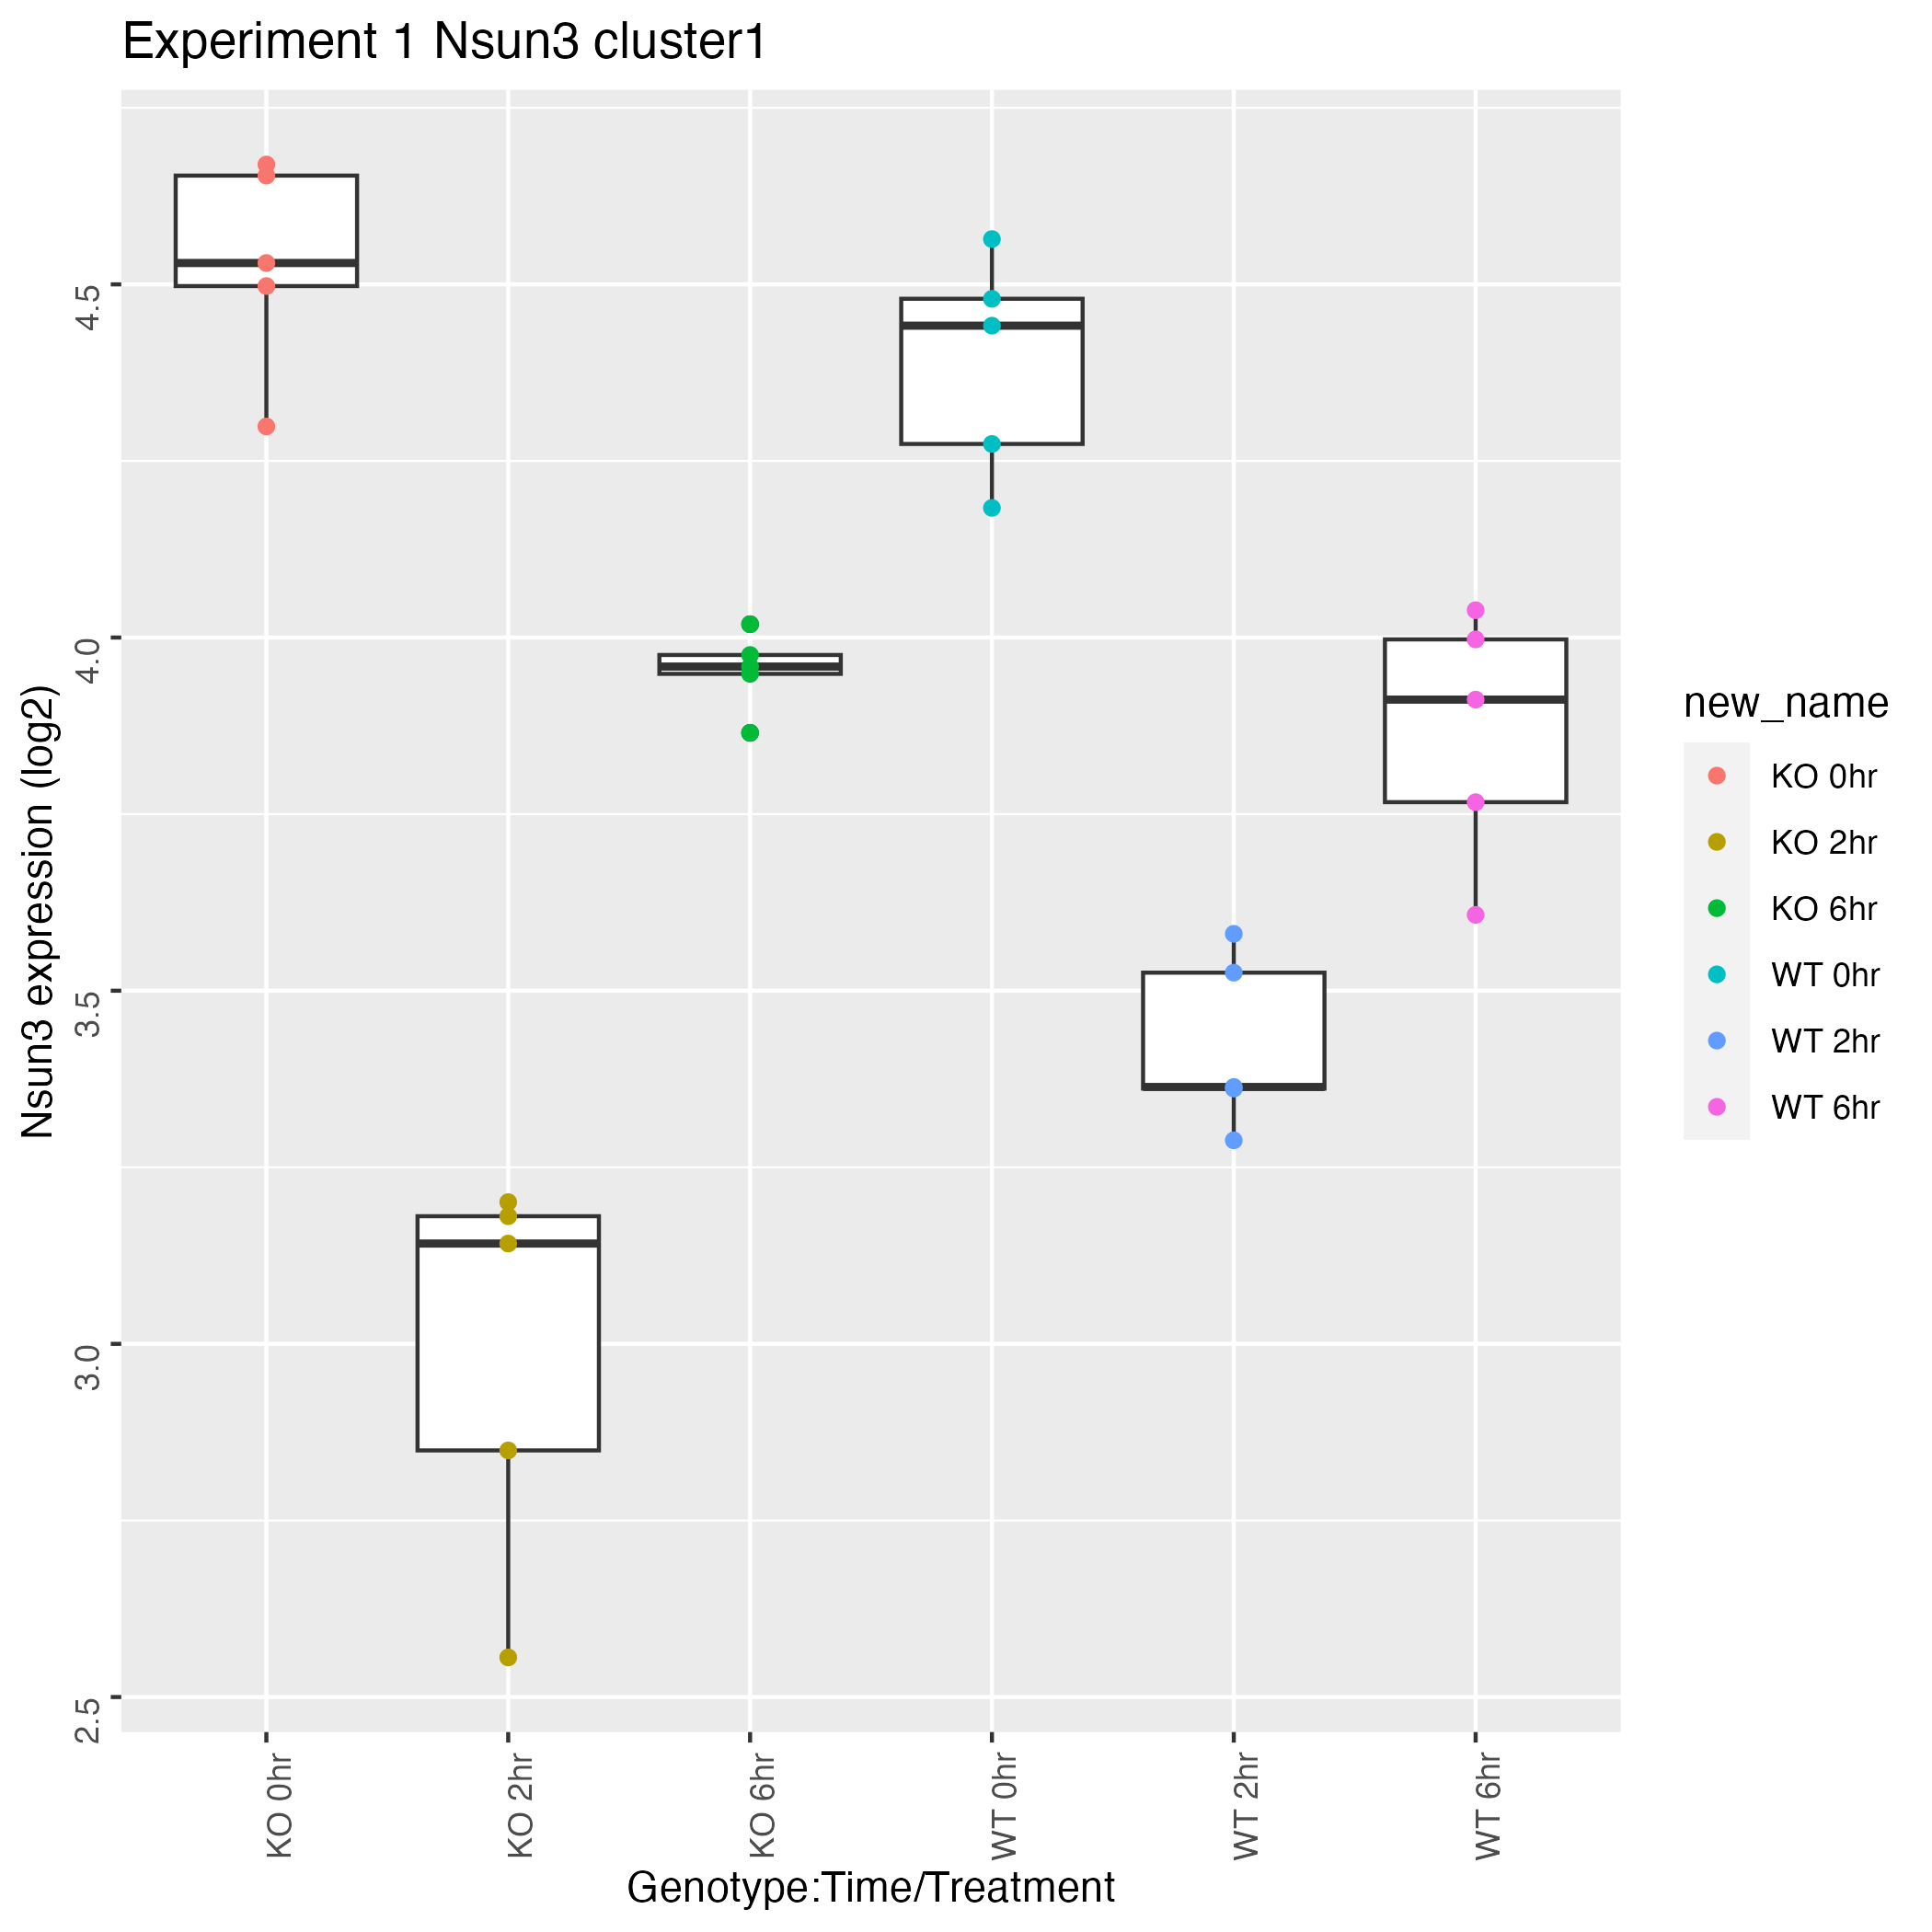 Experiment 1 Nsun3 cluster1
Nsun3 expression (log2)
4.5
4.0
3.5
3.0
2.5
KO 0hr
KO 2hr
KO 6hr
WT 0hr
WT 2hr
WT 6hr
Genotype:Time/Treatment
new_name
KO 0hr
KO 2hr
KO 6hr
WT 0hr
WT 2hr
WT 6hr